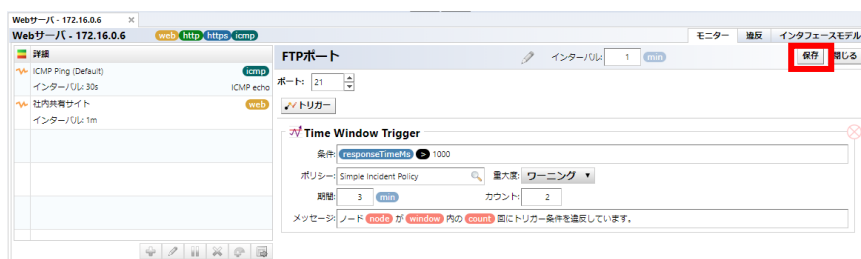 Webサーバ - 172.16.0.6 ×
Webサーバ - 172.16.0.6 web http https icmp
モニター 違反 インタフェースモデル
詳細
ICMP Ping (Default) icmp
インターバル: 30s ICMP echo
社内共有サイト web
インターバル: 1m
FTPポート インターバル: 1 min 保存 閉じる
ポート: 21
トリガー
Time Window Trigger
条件: responseTimeMs > 1000
ポリシー: Simple Incident Policy 重大度: ワーニング
期間: 3 min カウント: 2
メッセージ: ノード node が window 内の count 回にトリガー条件を違反しています。